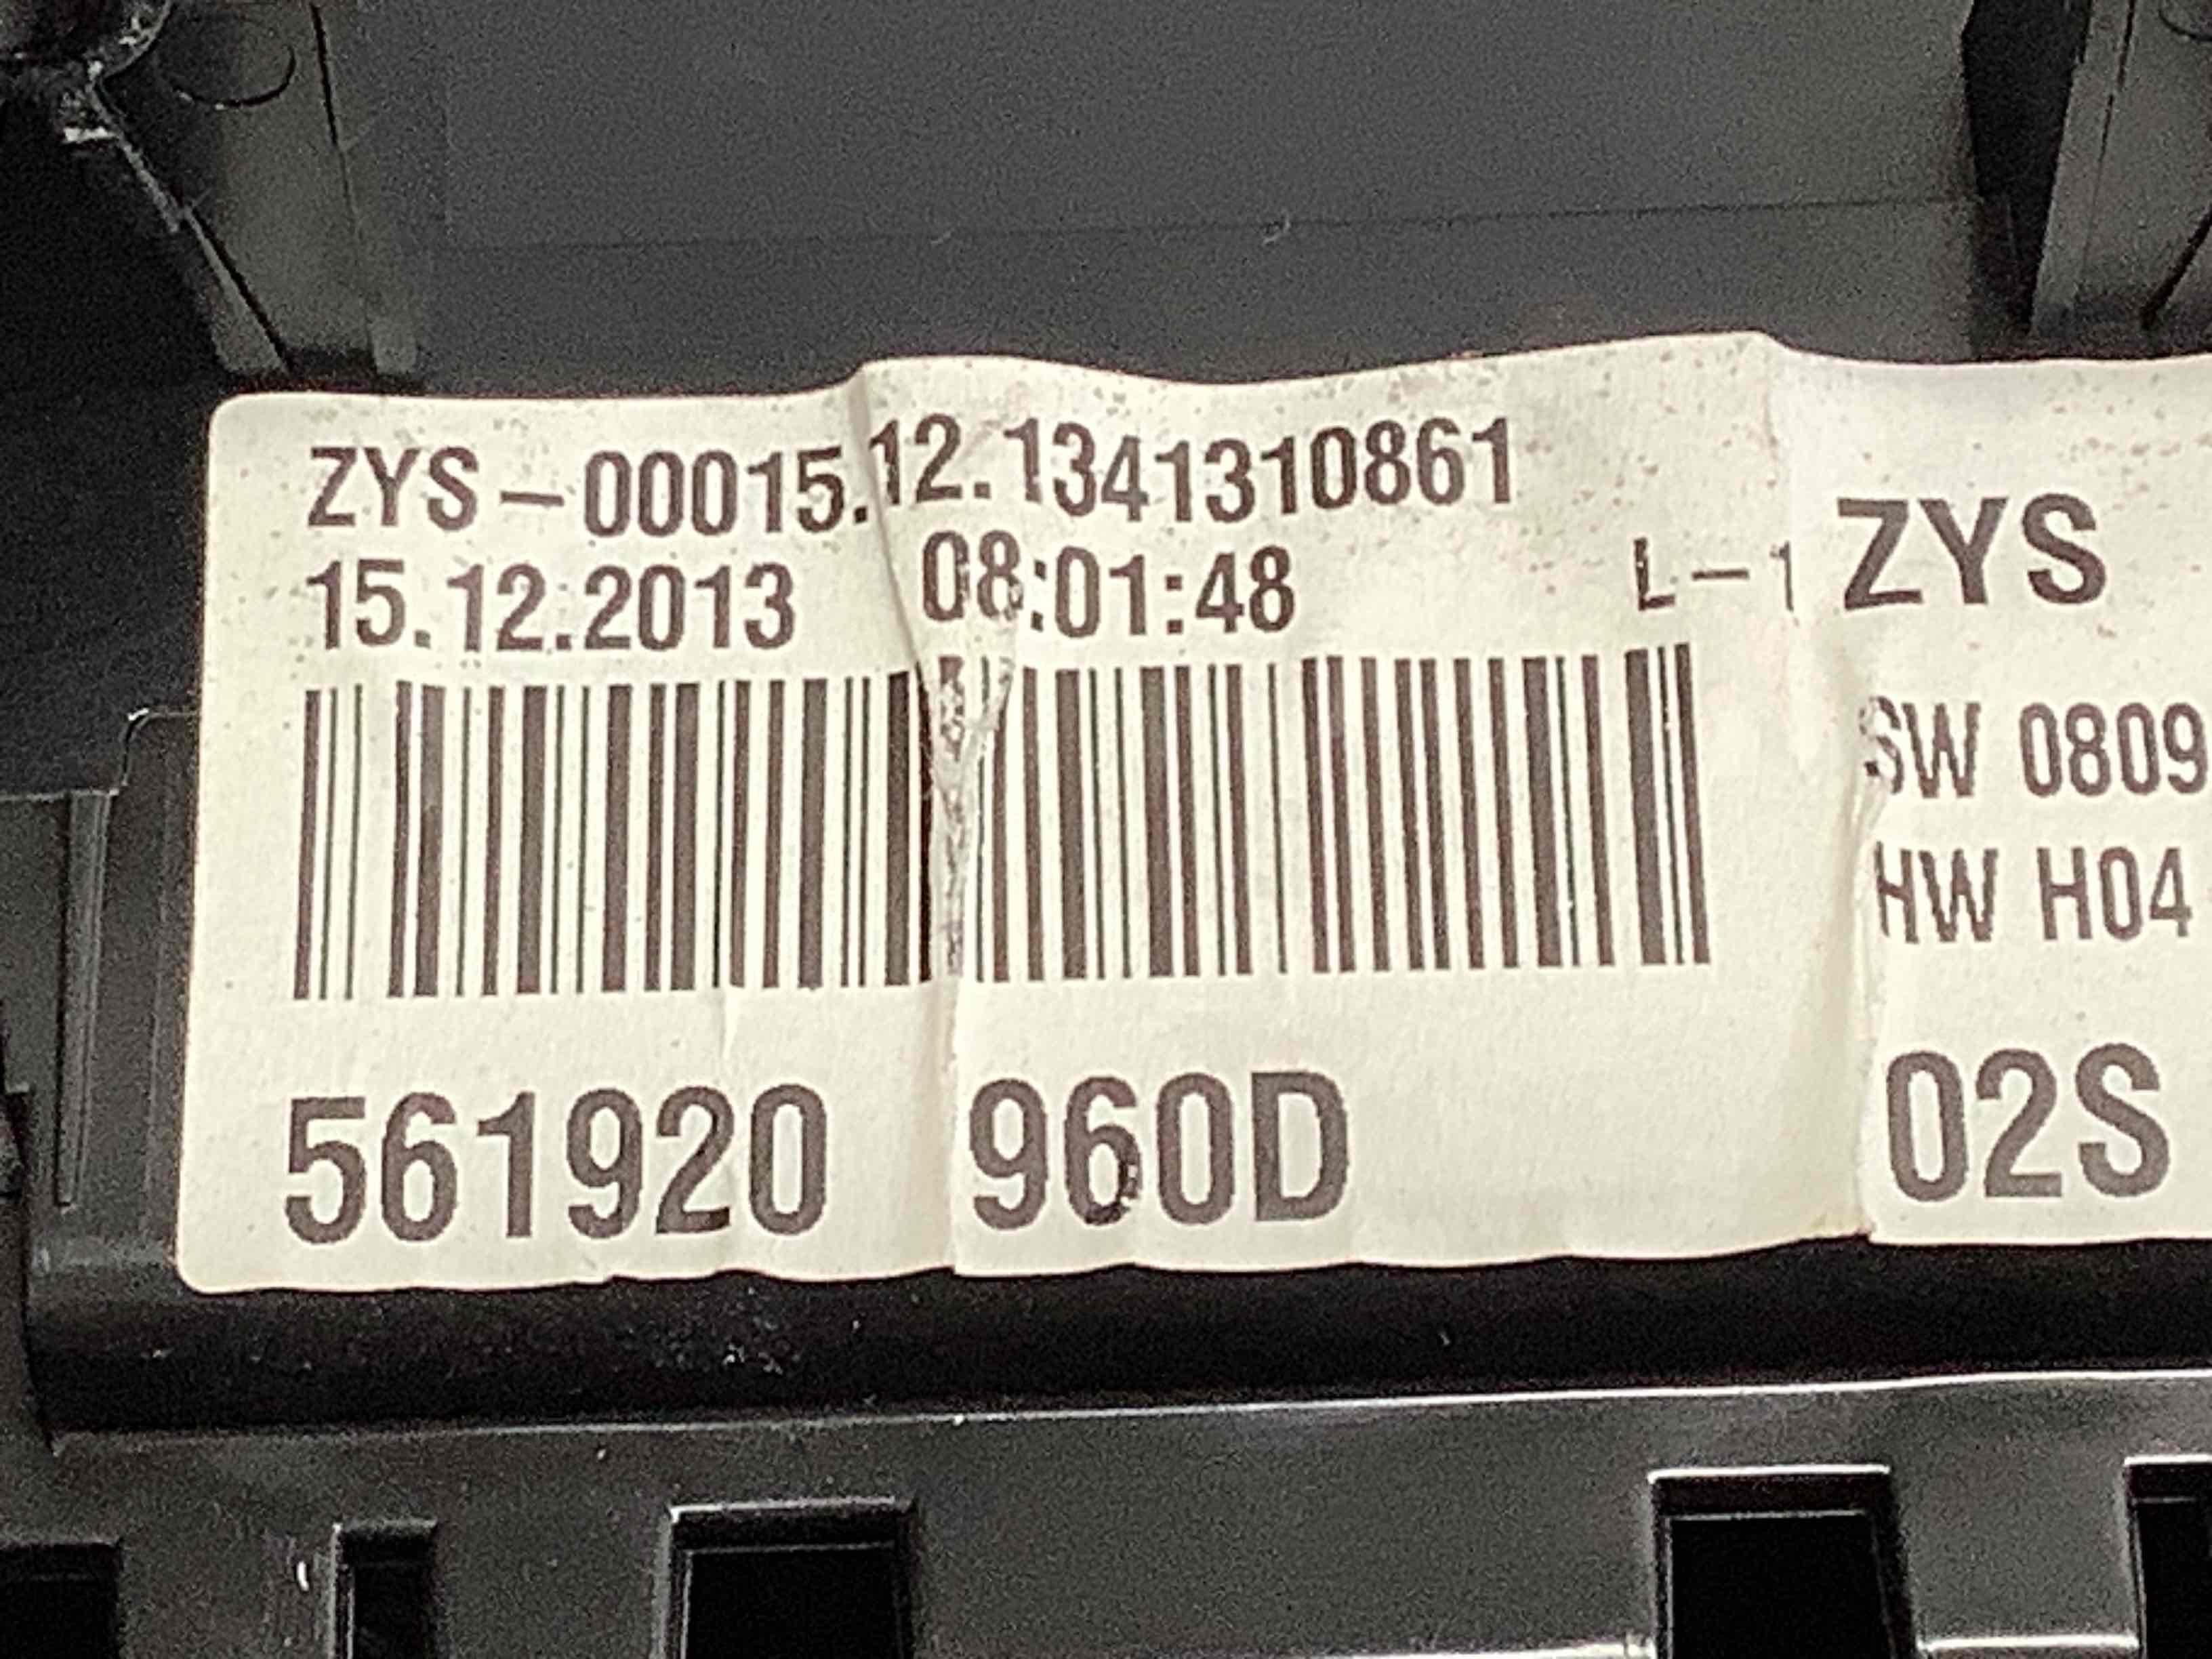 ZYS-00015.12.1341310861
15.12.2013 08:01:48 L-1
561920 960D
ZYS
SW 0809
HW H04
02S